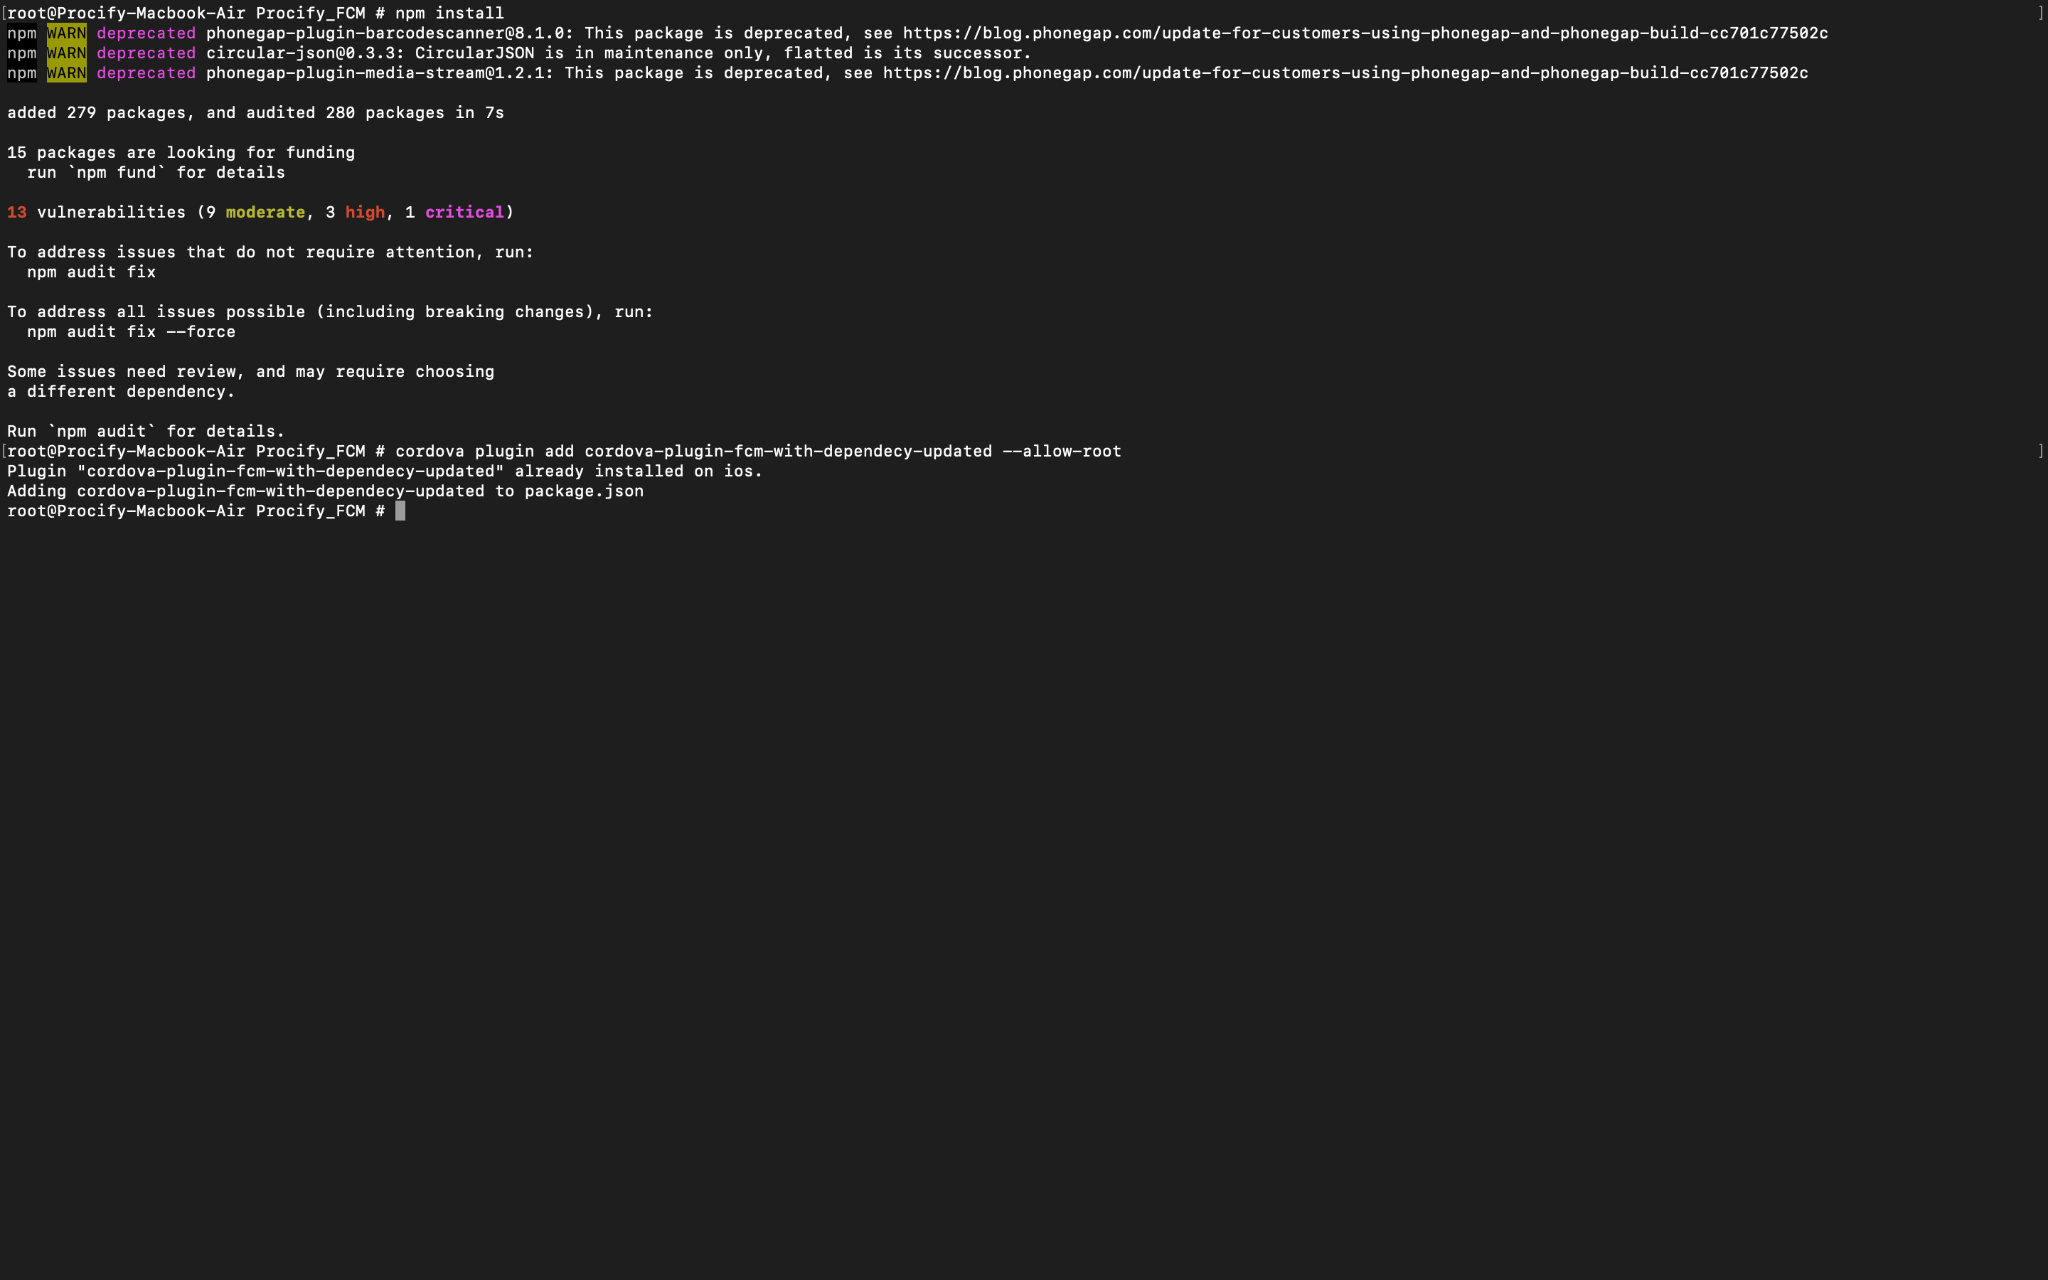 [root@Procify-Macbook-Air Procify_FCM # npm install ]
npm WARN deprecated phonegap-plugin-barcodescanner@8.1.0: This package is deprecated, see https://blog.phonegap.com/update-for-customers-using-phonegap-and-phonegap-build-cc701c77502c
npm WARN deprecated circular-json@0.3.3: CircularJSON is in maintenance only, flatted is its successor.
npm WARN deprecated phonegap-plugin-media-stream@1.2.1: This package is deprecated, see https://blog.phonegap.com/update-for-customers-using-phonegap-and-phonegap-build-cc701c77502c
added 279 packages, and audited 280 packages in 7s
15 packages are looking for funding
run `npm fund` for details
13 vulnerabilities (9 moderate, 3 high, 1 critical)
To address issues that do not require attention, run:
npm audit fix
To address all issues possible (including breaking changes), run:
npm audit fix --force
Some issues need review, and may require choosing
a different dependency.
Run `npm audit` for details.
[root@Procify-Macbook-Air Procify_FCM # cordova plugin add cordova-plugin-fcm-with-dependecy-updated --allow-root ]
Plugin "cordova-plugin-fcm-with-dependecy-updated" already installed on ios.
Adding cordova-plugin-fcm-with-dependecy-updated to package.json
root@Procify-Macbook-Air Procify_FCM #